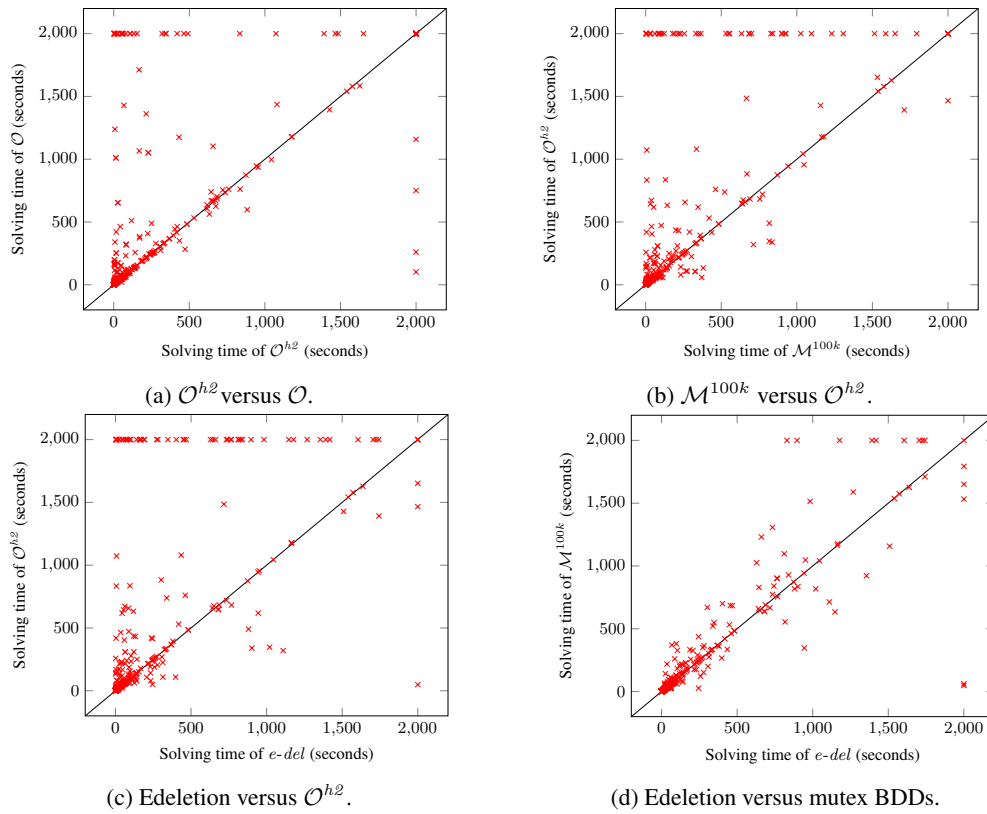 2,000
1,500
1,000
500
0
Solving time of O (seconds)
0 500 1,000 1,500 2,000
Solving time of O^h2 (seconds)
(a) O^h2 versus O.
2,000
1,500
1,000
500
0
Solving time of O^h2 (seconds)
0 500 1,000 1,500 2,000
Solving time of M^100k (seconds)
(b) M^100k versus O^h2.
2,000
1,500
1,000
500
0
Solving time of O^h2 (seconds)
0 500 1,000 1,500 2,000
Solving time of e-del (seconds)
(c) Edeletion versus O^h2.
2,000
1,500
1,000
500
0
Solving time of M^100k (seconds)
0 500 1,000 1,500 2,000
Solving time of e-del (seconds)
(d) Edeletion versus mutex BDDs.